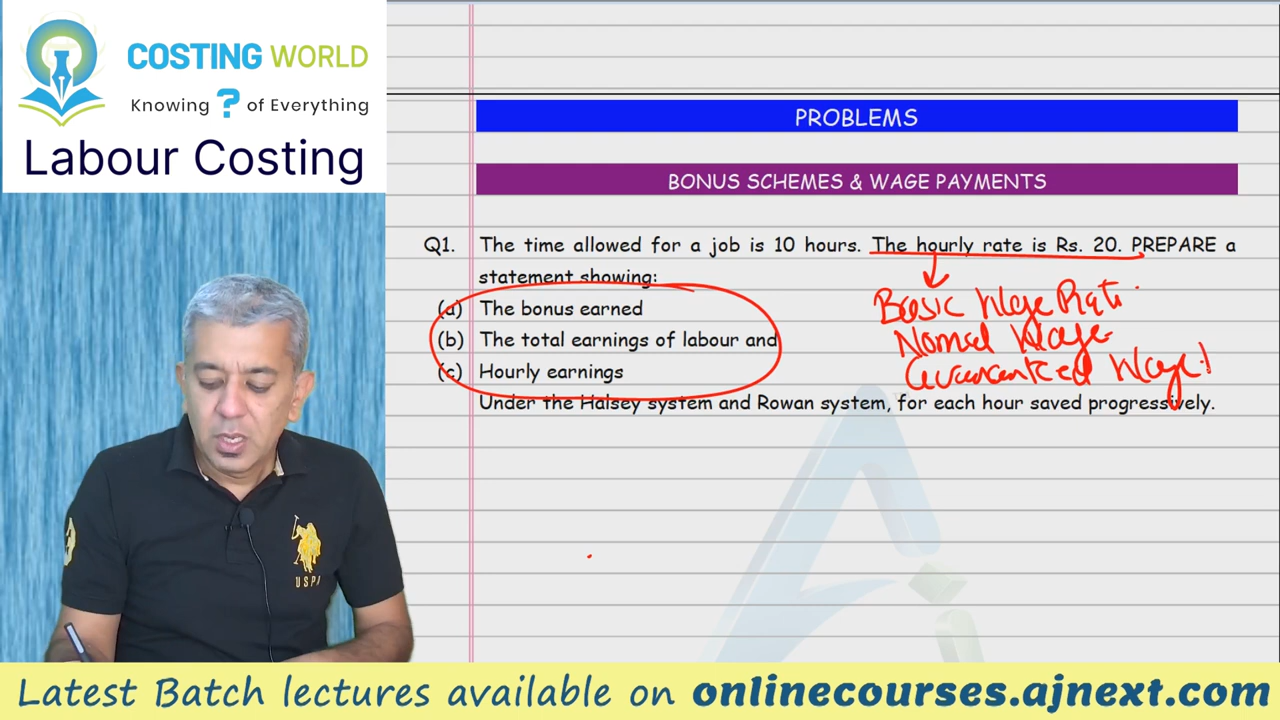 COSTING WORLD
Knowing ? of Everything
Labour Costing
PROBLEMS
BONUS SCHEMES & WAGE PAYMENTS
Q1. The time allowed for a job is 10 hours. The hourly rate is Rs. 20. PREPARE a
statement showing:
(a) The bonus earned
(b) The total earnings of labour and
(c) Hourly earnings
Under the Halsey system and Rowan system, for each hour saved progressively.
Basic Wage Rate
Normal Wage
Guaranteed Wage
USPA
Latest Batch lectures available on onlinecourses.ajnext.com